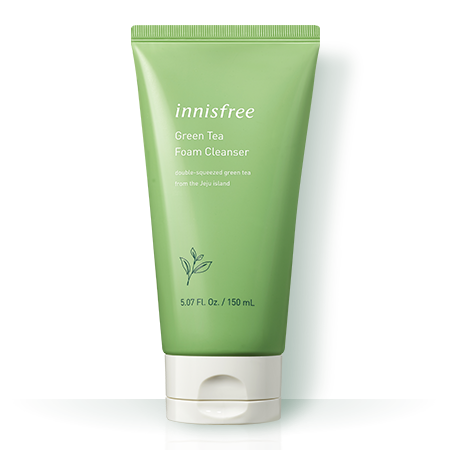 innisfree
Green Tea
Foam Cleanser
double-squeezed green tea
from the Jeju Island
5.07 Fl. Oz. / 150 mL